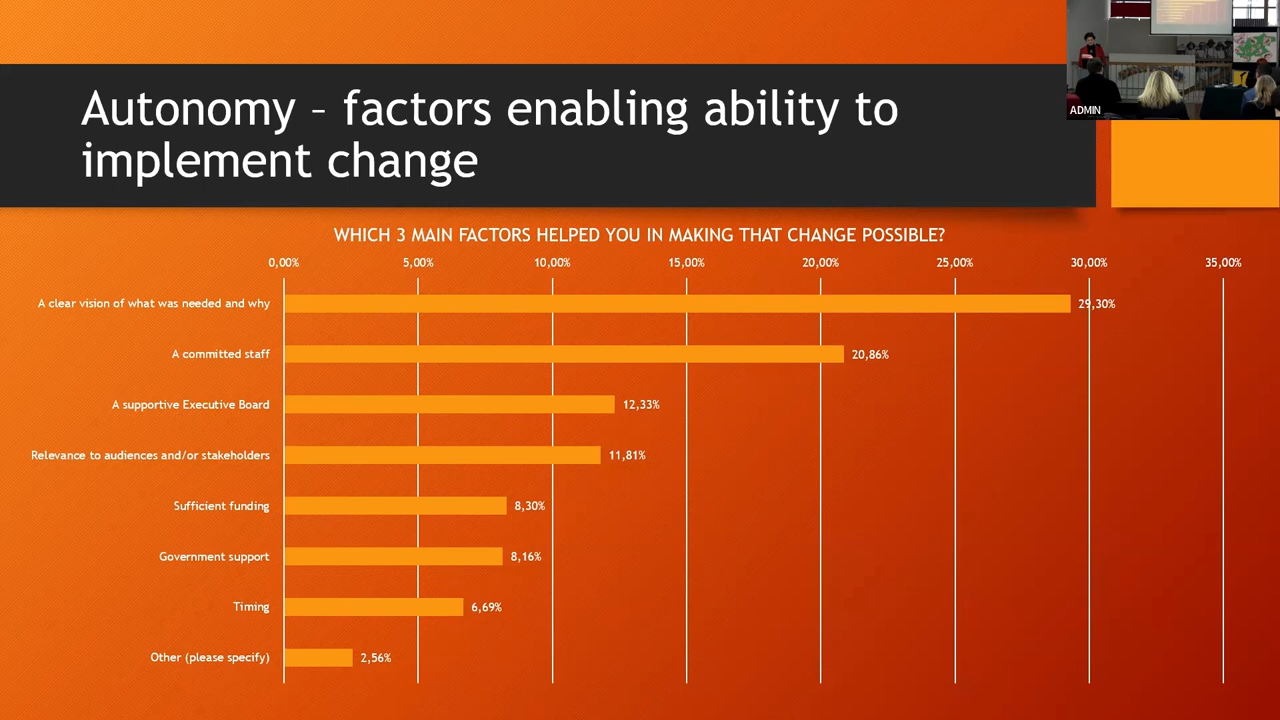 ADMIN
Autonomy – factors enabling ability to
implement change
WHICH 3 MAIN FACTORS HELPED YOU IN MAKING THAT CHANGE POSSIBLE?
0,00% 5,00% 10,00% 15,00% 20,00% 25,00% 30,00% 35,00%
A clear vision of what was needed and why 29,30%
A committed staff 20,86%
A supportive Executive Board 12,33%
Relevance to audiences and/or stakeholders 11,81%
Sufficient funding 8,30%
Government support 8,16%
Timing 6,69%
Other (please specify) 2,56%